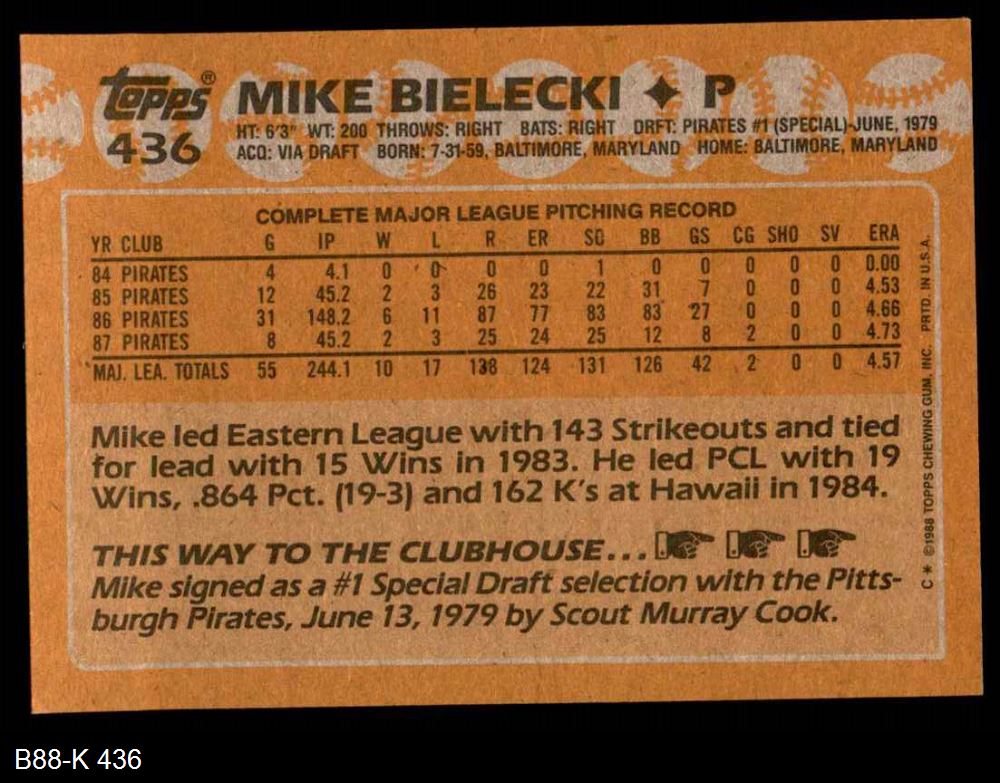 Topps® MIKE BIELECKI ✦ P
436 HT: 6'3" WT: 200 THROWS: RIGHT BATS: RIGHT DRFT: PIRATES #1 (SPECIAL)-JUNE, 1979
ACQ: VIA DRAFT BORN: 7-31-59, BALTIMORE, MARYLAND HOME: BALTIMORE, MARYLAND
COMPLETE MAJOR LEAGUE PITCHING RECORD
YR CLUB G IP W L R ER SO BB GS CG SHO SV ERA
84 PIRATES 4 4.1 0 0 0 0 1 0 0 0 0 0 0.00
85 PIRATES 12 45.2 2 3 26 23 22 31 7 0 0 0 4.53
86 PIRATES 31 148.2 6 11 87 77 83 83 27 0 0 0 4.66
87 PIRATES 8 45.2 2 3 25 24 25 12 8 2 0 0 4.73
MAJ. LEA. TOTALS 55 244.1 10 17 138 124 131 126 42 2 0 0 4.57
Mike led Eastern League with 143 Strikeouts and tied
for lead with 15 Wins in 1983. He led PCL with 19
Wins, .864 Pct. (19-3) and 162 K's at Hawaii in 1984.
THIS WAY TO THE CLUBHOUSE...
Mike signed as a #1 Special Draft selection with the Pitts-
burgh Pirates, June 13, 1979 by Scout Murray Cook.
C * ©1988 TOPPS CHEWING GUM, INC. PRTD. IN U.S.A.
B88-K 436